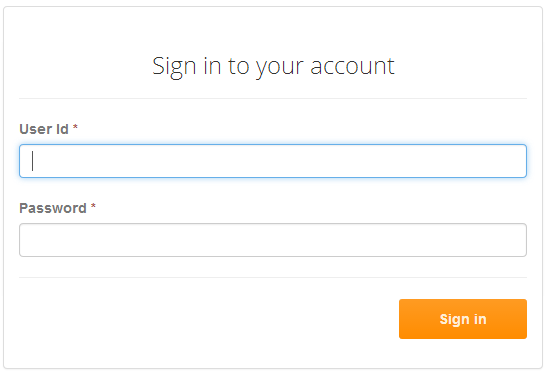 Sign in to your account
User Id *
Password *
Sign in